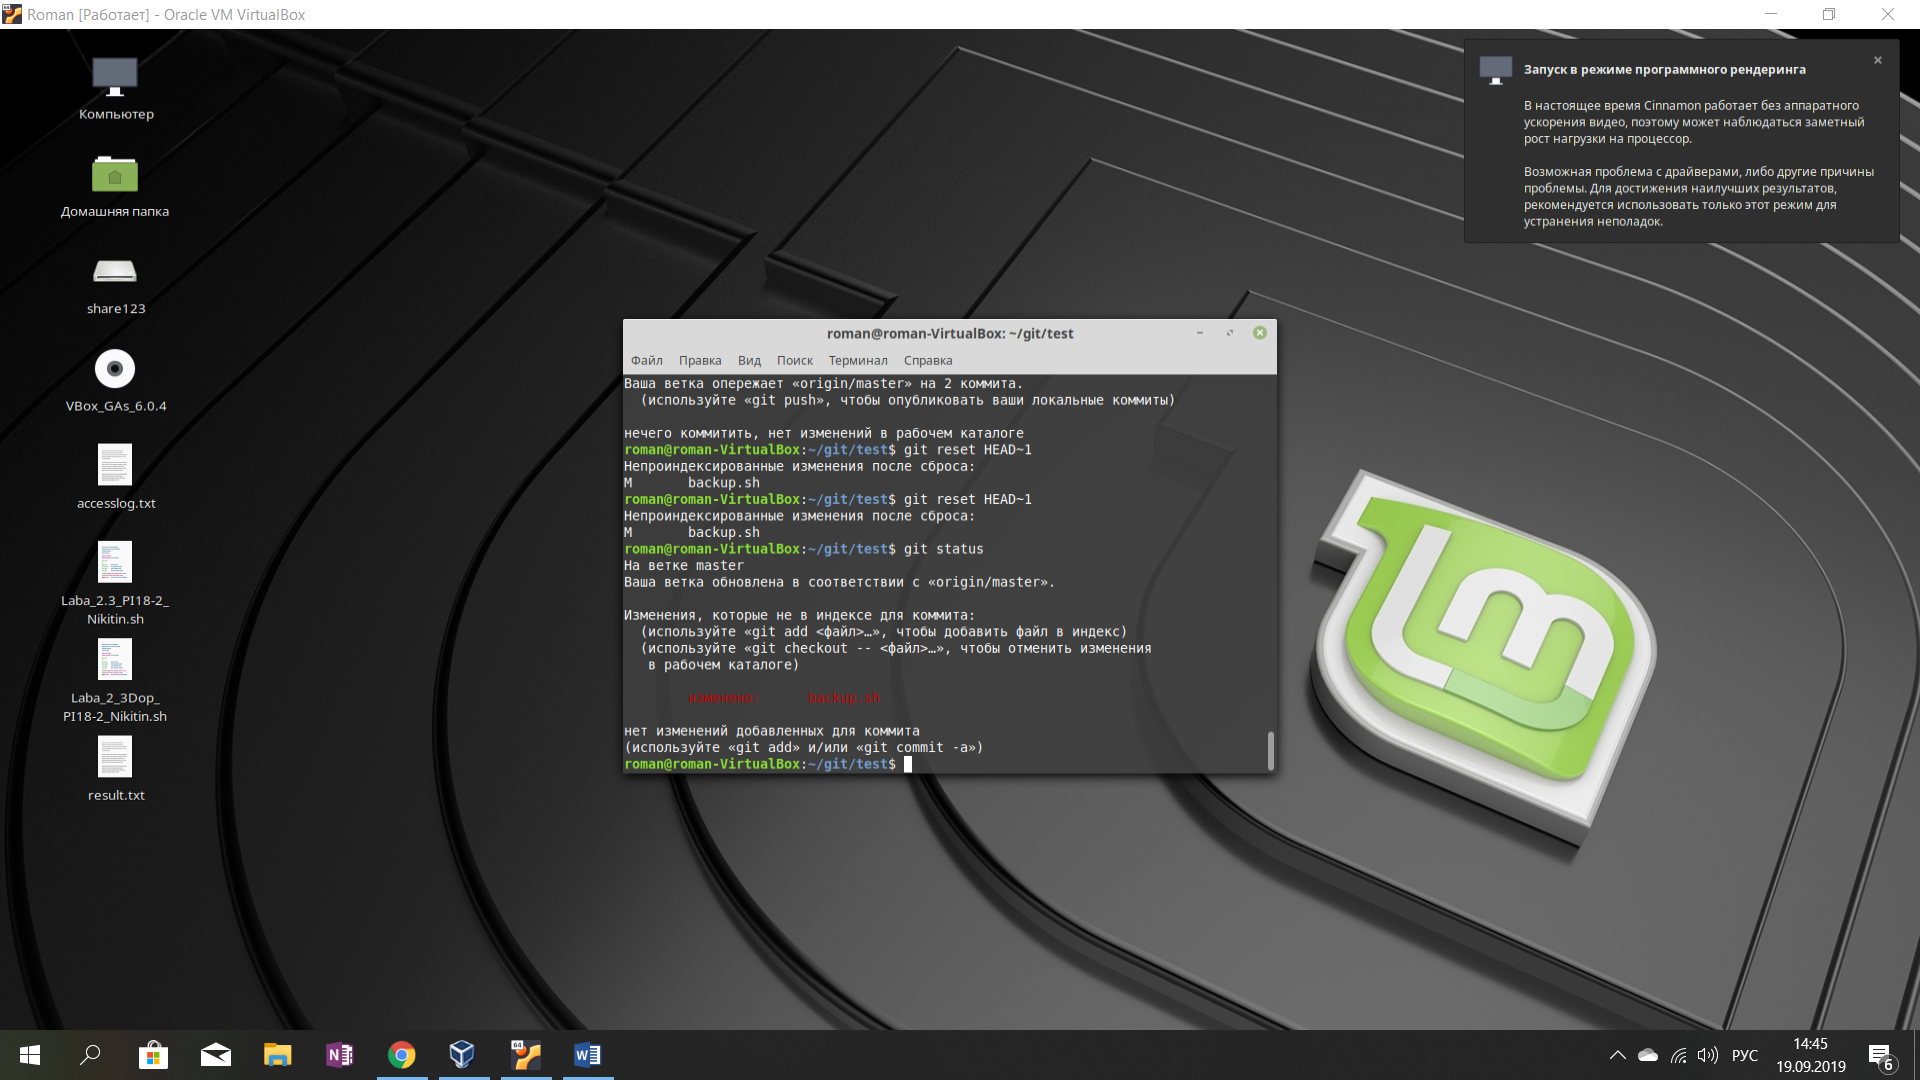 Roman [Работает] - Oracle VM VirtualBox
Компьютер
Домашняя папка
share123
VBox_GAs_6.0.4
accesslog.txt
Laba_2.3_PI18-2_
Nikitin.sh
Laba_2_3Dop_
PI18-2_Nikitin.sh
result.txt
Запуск в режиме программного рендеринга
В настоящее время Cinnamon работает без аппаратного
ускорения видео, поэтому может наблюдаться заметный
рост нагрузки на процессор.
Возможная проблема с драйверами, либо другие причины
проблемы. Для достижения наилучших результатов,
рекомендуется использовать только этот режим для
устранения неполадок.
roman@roman-VirtualBox: ~/git/test
Файл Правка Вид Поиск Терминал Справка
Ваша ветка опережает «origin/master» на 2 коммита.
(используйте «git push», чтобы опубликовать ваши локальные коммиты)
нечего коммитить, нет изменений в рабочем каталоге
roman@roman-VirtualBox:~/git/test$ git reset HEAD~1
Непроиндексированные изменения после сброса:
M backup.sh
roman@roman-VirtualBox:~/git/test$ git reset HEAD~1
Непроиндексированные изменения после сброса:
M backup.sh
roman@roman-VirtualBox:~/git/test$ git status
На ветке master
Ваша ветка обновлена в соответствии с «origin/master».
Изменения, которые не в индексе для коммита:
(используйте «git add <файл>…», чтобы добавить файл в индекс)
(используйте «git checkout -- <файл>…», чтобы отменить изменения
в рабочем каталоге)
изменено: backup.sh
нет изменений добавленных для коммита
(используйте «git add» и/или «git commit -a»)
roman@roman-VirtualBox:~/git/test$
64
РУС
14:45
19.09.2019
6